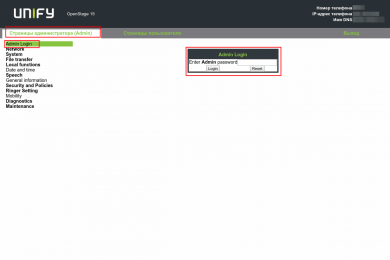 UNIFY OpenStage 15
Номер телефона
IP-адрес телефона
Имя DNS
Страницы администратора (Admin) Страницы пользователя Выход
Admin Login
Network
System
File transfer
Local functions
Date and time
Speech
General information
Security and Policies
Ringer Setting
Mobility
Diagnostics
Maintenance
Admin Login
Enter Admin password
Login Reset